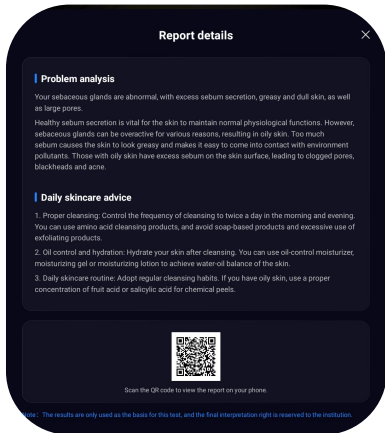 Report details
Problem analysis
Your sebaceous glands are abnormal, with excess sebum secretion, greasy and dull skin, as well
as large pores.
Healthy sebum secretion is vital for the skin to maintain normal physiological functions. However,
sebaceous glands can be overactive for various reasons, resulting in oily skin. Too much
sebum causes the skin to look greasy and makes it easy to come into contact with environment
pollutants. Those with oily skin have excess sebum on the skin surface, leading to clogged pores,
blackheads and acne.
Daily skincare advice
1. Proper cleansing: Control the frequency of cleansing to twice a day in the morning and evening.
You can use amino acid cleansing products, and avoid soap-based products and excessive use of
exfoliating products.
2. Oil control and hydration: Hydrate your skin after cleansing. You can use oil-control moisturizer,
moisturizing gel or moisturizing lotion to achieve water-oil balance of the skin.
3. Daily skincare routine: Adopt regular cleansing habits. If you have oily skin, use a proper
concentration of fruit acid or salicylic acid for chemical peels.
Scan the QR code to view the report on your phone.
Note: The results are only used as the basis for this test, and the final interpretation right is reserved to the institution.